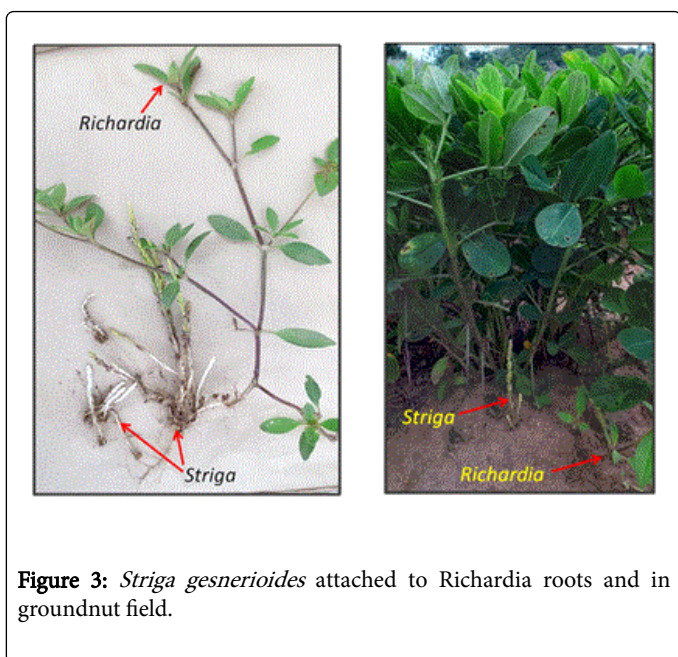 Richardia
Striga
Striga
Richardia
Figure 3: Striga gesnerioides attached to Richardia roots and in
groundnut field.